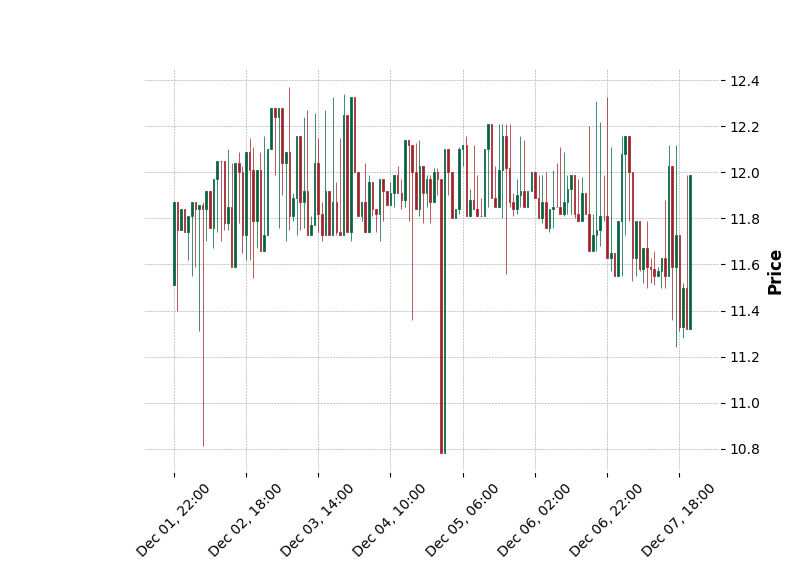 12.4
12.2
12.0
11.8
11.6
11.4
11.2
11.0
10.8
Price
Dec 01, 22:00
Dec 02, 18:00
Dec 03, 14:00
Dec 04, 10:00
Dec 05, 06:00
Dec 06, 02:00
Dec 06, 22:00
Dec 07, 18:00